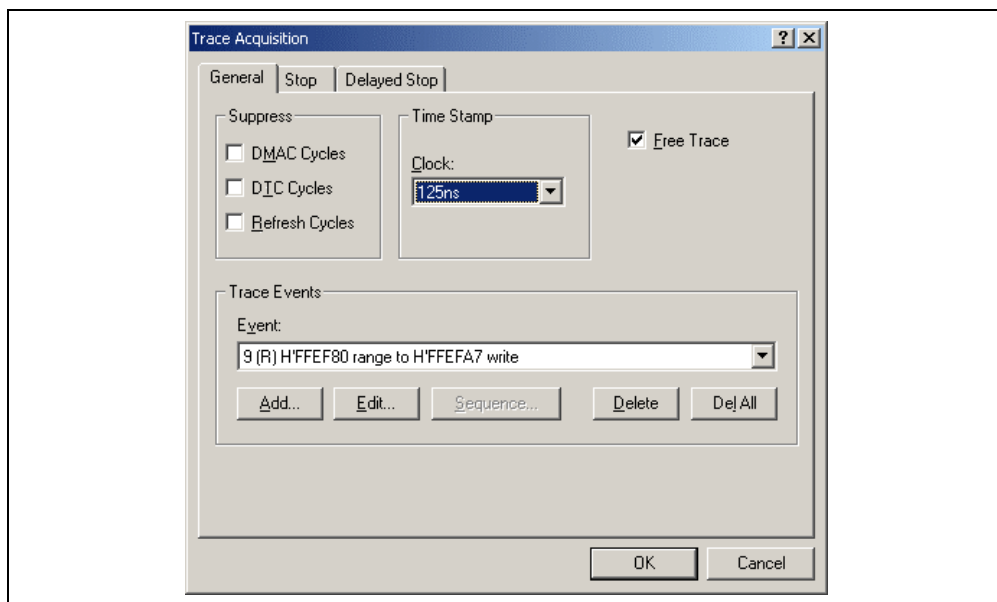 Trace Acquisition
General Stop Delayed Stop
Suppress
DMAC Cycles
DTC Cycles
Refresh Cycles
Time Stamp
Clock:
125ns
Free Trace
Trace Events
Event:
9 (R) H'FFEF80 range to H'FFEFA7 write
Add... Edit... Sequence... Delete Del All
OK Cancel